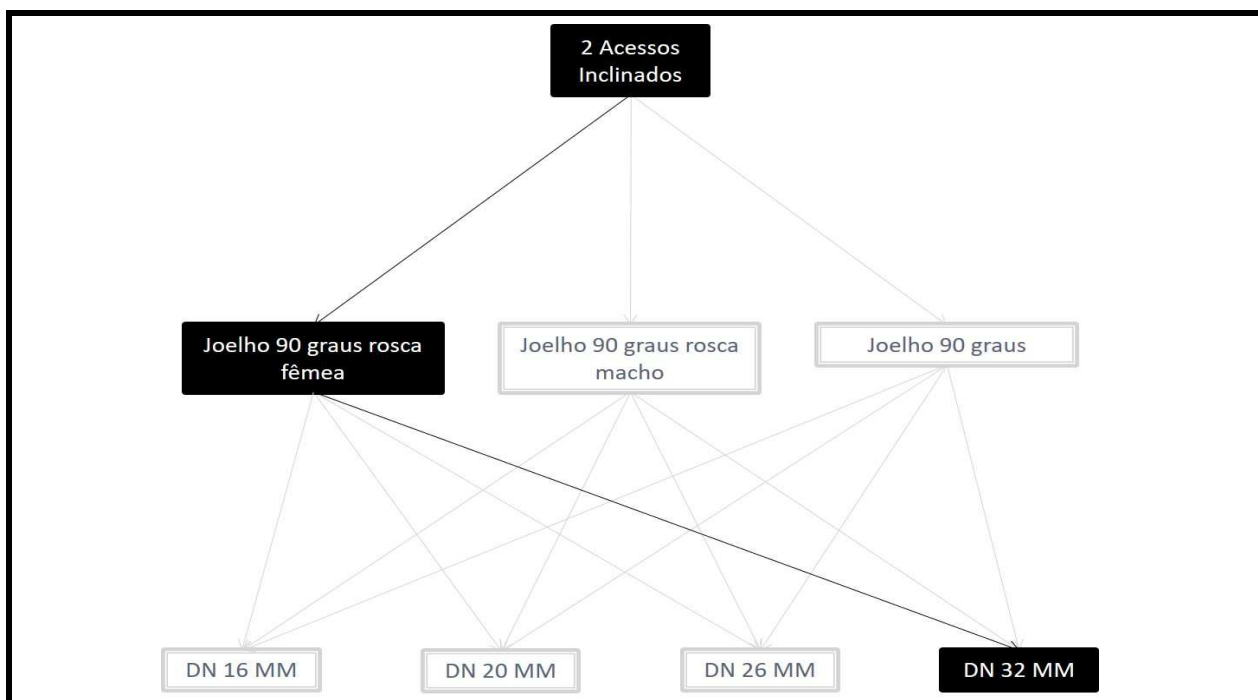 2 Acessos
Inclinados
Joelho 90 graus rosca
fêmea
Joelho 90 graus rosca
macho
Joelho 90 graus
DN 16 MM
DN 20 MM
DN 26 MM
DN 32 MM